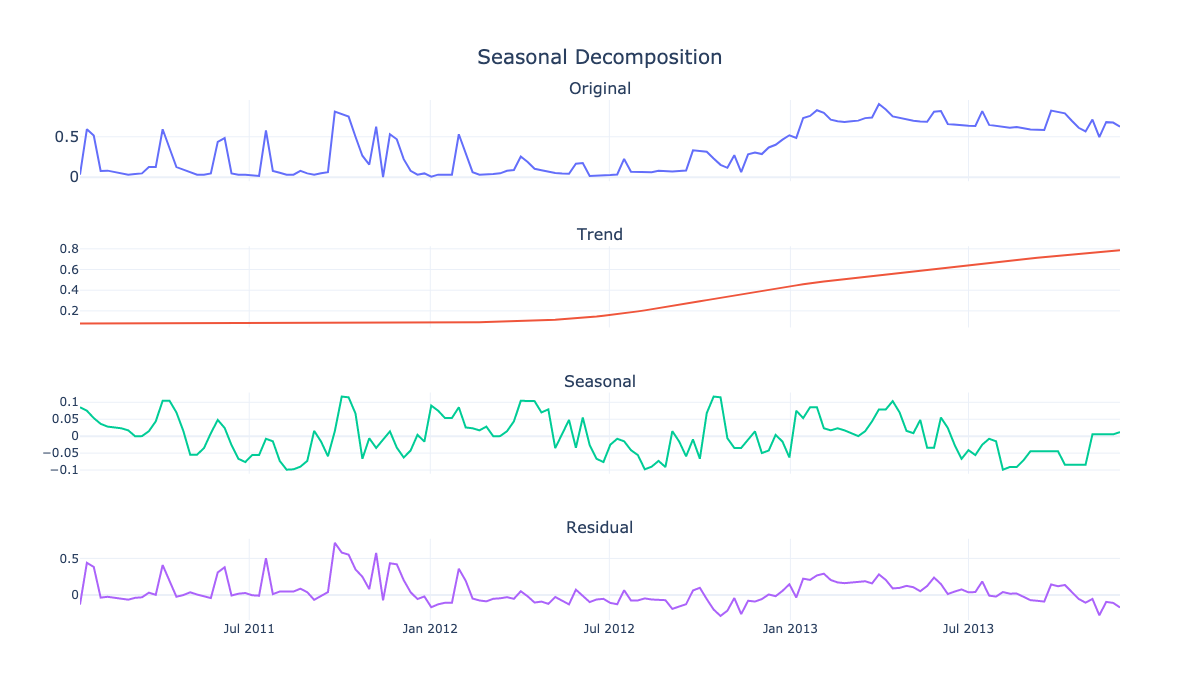 Seasonal Decomposition
Original
0.5
0
Trend
0.8
0.6
0.4
0.2
Seasonal
0.1
0.05
0
−0.05
−0.1
Residual
0.5
0
Jul 2011
Jan 2012
Jul 2012
Jan 2013
Jul 2013